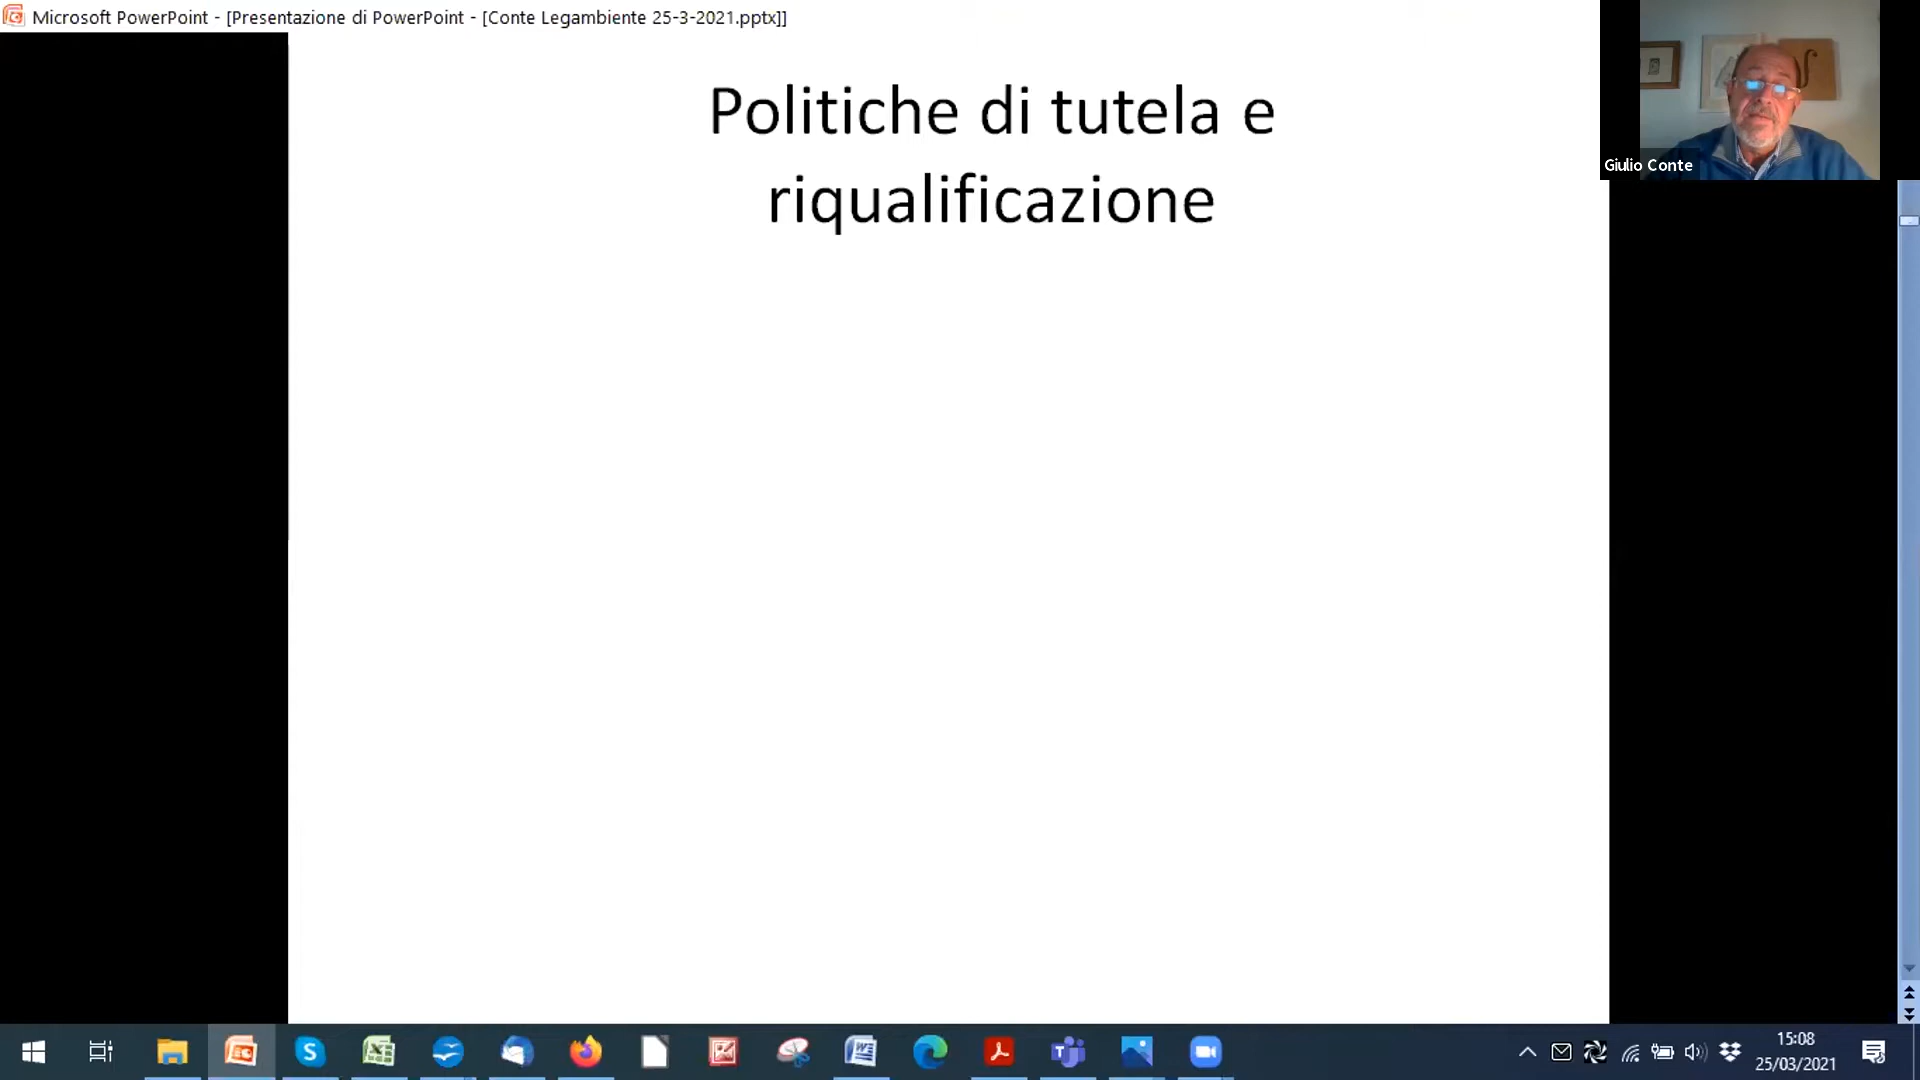 Microsoft PowerPoint - [Presentazione di PowerPoint - [Conte Legambiente 25-3-2021.pptx]]
Politiche di tutela e
riqualificazione
Giulio Conte
15:08
25/03/2021